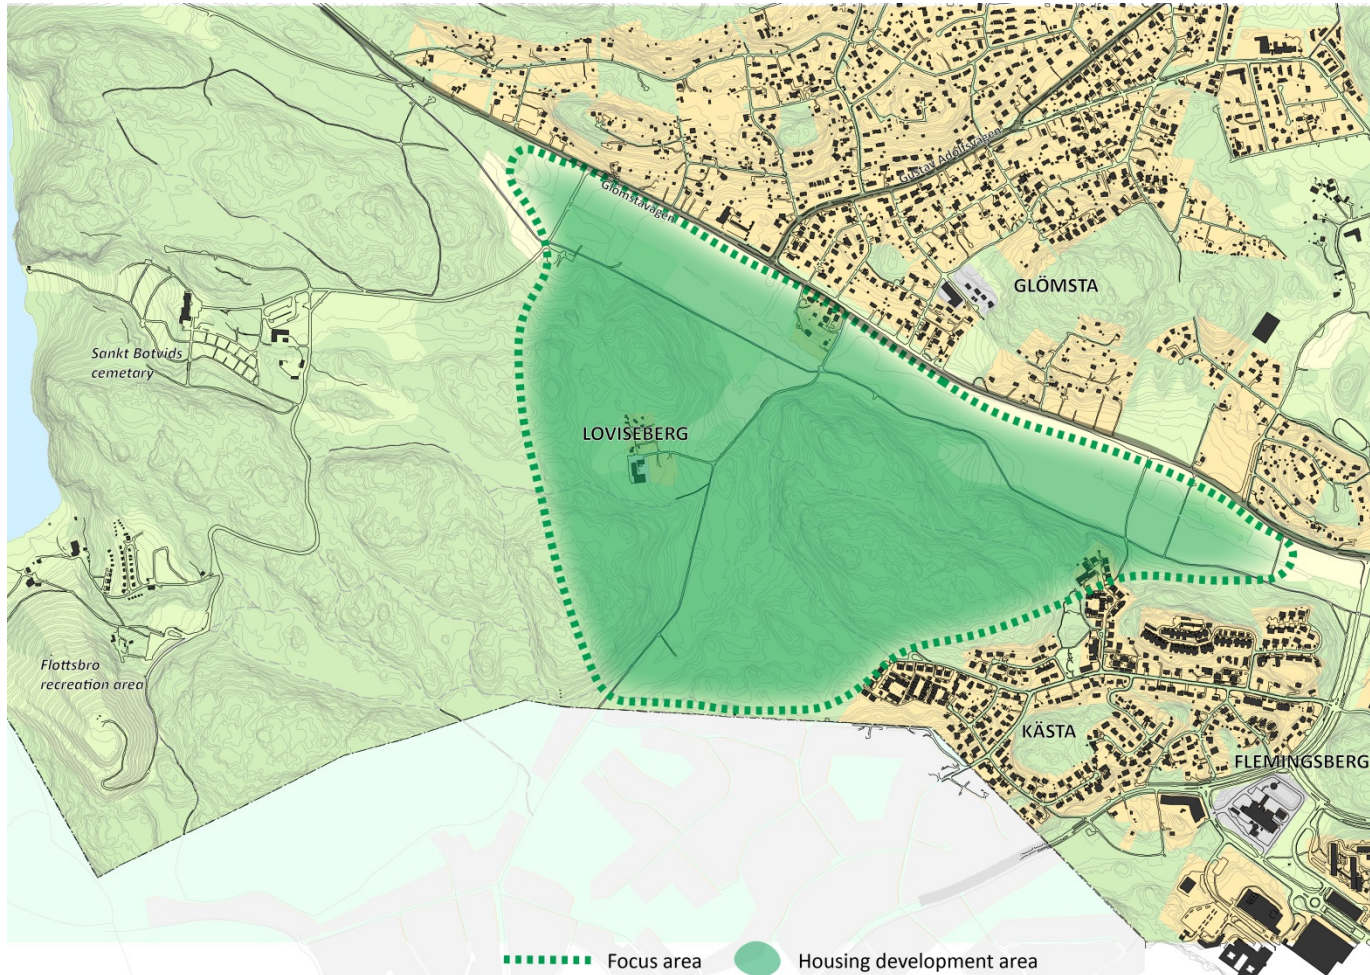 Gustav Adolfsvägen
Glömstavägen
GLÖMSTA
Sankt Botvids
cemetary
LOVISEBERG
Flottsbro
recreation area
KÄSTA
FLEMINGSBERG
Focus area
Housing development area